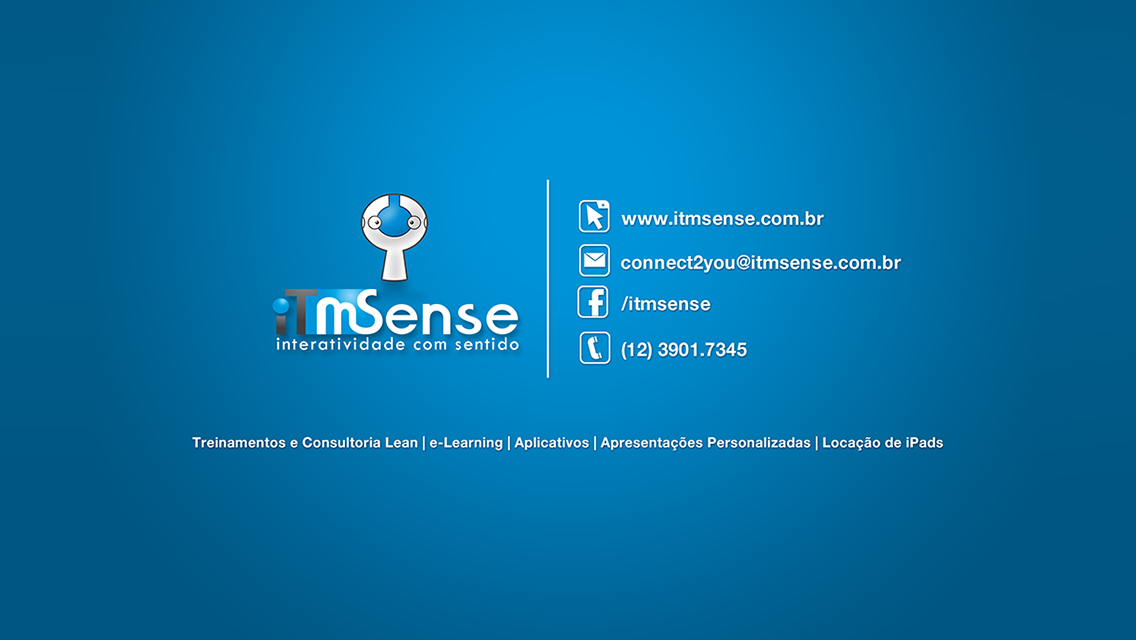 iTmSense
interatividade com sentido
www.itmsense.com.br
connect2you@itmsense.com.br
/itmsense
(12) 3901.7345
Treinamentos e Consultoria Lean | e-Learning | Aplicativos | Apresentações Personalizadas | Locação de iPads